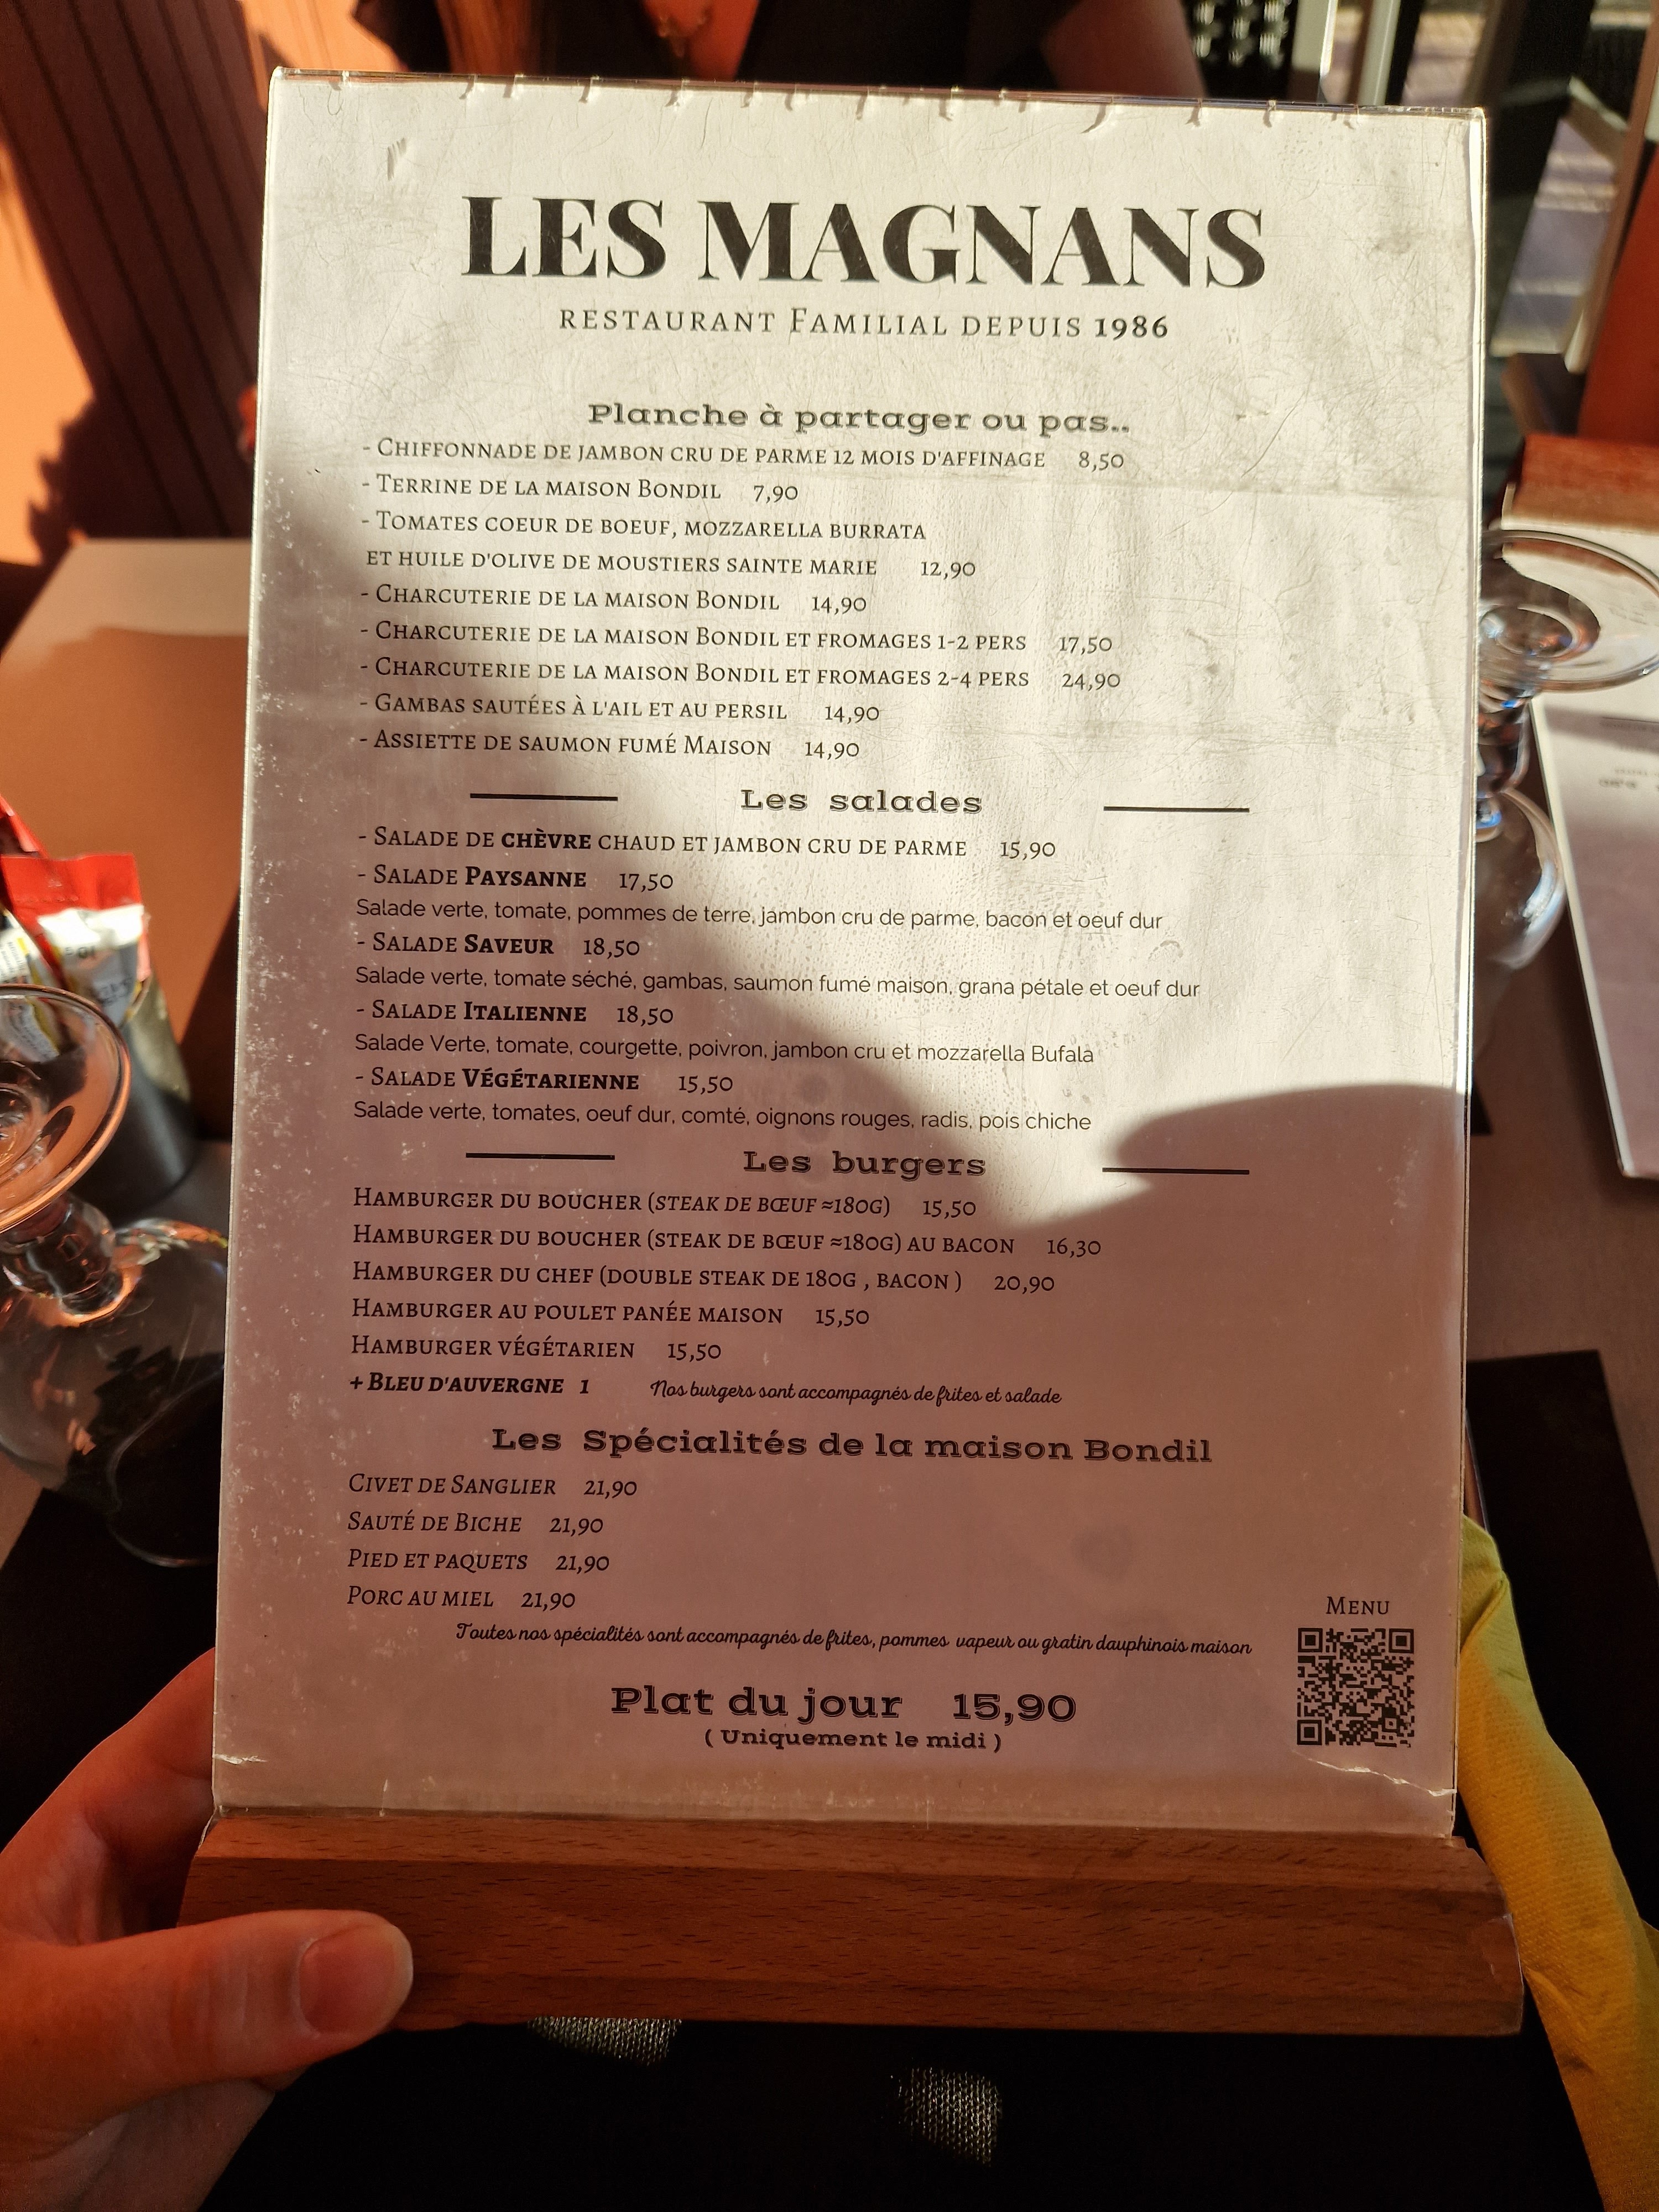 LES MAGNANS
RESTAURANT FAMILIAL DEPUIS 1986
Planche à partager ou pas..
- CHIFFONNADE DE JAMBON CRU DE PARME 12 MOIS D'AFFINAGE 8,50
- TERRINE DE LA MAISON BONDIL 7,90
- TOMATES COEUR DE BOEUF, MOZZARELLA BURRATA
ET HUILE D'OLIVE DE MOUSTIERS SAINTE MARIE 12,90
- CHARCUTERIE DE LA MAISON BONDIL 14,90
- CHARCUTERIE DE LA MAISON BONDIL ET FROMAGES 1-2 PERS 17,50
- CHARCUTERIE DE LA MAISON BONDIL ET FROMAGES 2-4 PERS 24,90
- GAMBAS SAUTÉES À L'AIL ET AU PERSIL 14,90
- ASSIETTE DE SAUMON FUMÉ MAISON 14,90
Les salades
- SALADE DE CHÈVRE CHAUD ET JAMBON CRU DE PARME 15,90
- SALADE PAYSANNE 17,50
Salade verte, tomate, pommes de terre, jambon cru de parme, bacon et oeuf dur
- SALADE SAVEUR 18,50
Salade verte, tomate séché, gambas, saumon fumé maison, grana pétale et oeuf dur
- SALADE ITALIENNE 18,50
Salade Verte, tomate, courgette, poivron, jambon cru et mozzarella Bufala
- SALADE VÉGÉTARIENNE 15,50
Salade verte, tomates, oeuf dur, comté, oignons rouges, radis, pois chiche
Les burgers
HAMBURGER DU BOUCHER (STEAK DE BŒUF ≈180G) 15,50
HAMBURGER DU BOUCHER (STEAK DE BŒUF ≈180G) AU BACON 16,30
HAMBURGER DU CHEF (DOUBLE STEAK DE 180G , BACON ) 20,90
HAMBURGER AU POULET PANÉE MAISON 15,50
HAMBURGER VÉGÉTARIEN 15,50
+ BLEU D'AUVERGNE 1 Nos burgers sont accompagnés de frites et salade
Les Spécialités de la maison Bondil
CIVET DE SANGLIER 21,90
SAUTÉ DE BICHE 21,90
PIED ET PAQUETS 21,90
PORC AU MIEL 21,90
Toutes nos spécialités sont accompagnés de frites, pommes vapeur ou gratin dauphinois maison
MENU
Plat du jour 15,90
( Uniquement le midi )